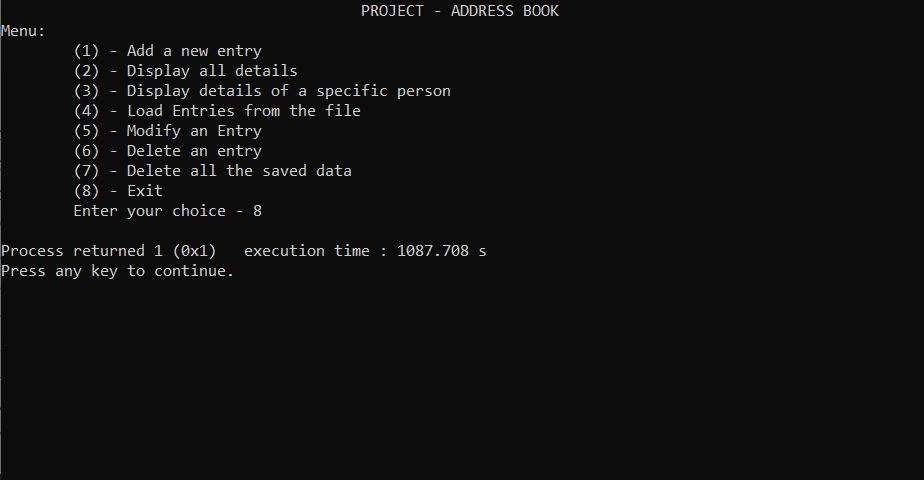 PROJECT - ADDRESS BOOK
Menu:
(1) - Add a new entry
(2) - Display all details
(3) - Display details of a specific person
(4) - Load Entries from the file
(5) - Modify an Entry
(6) - Delete an entry
(7) - Delete all the saved data
(8) - Exit
Enter your choice - 8
Process returned 1 (0x1)   execution time : 1087.708 s
Press any key to continue.